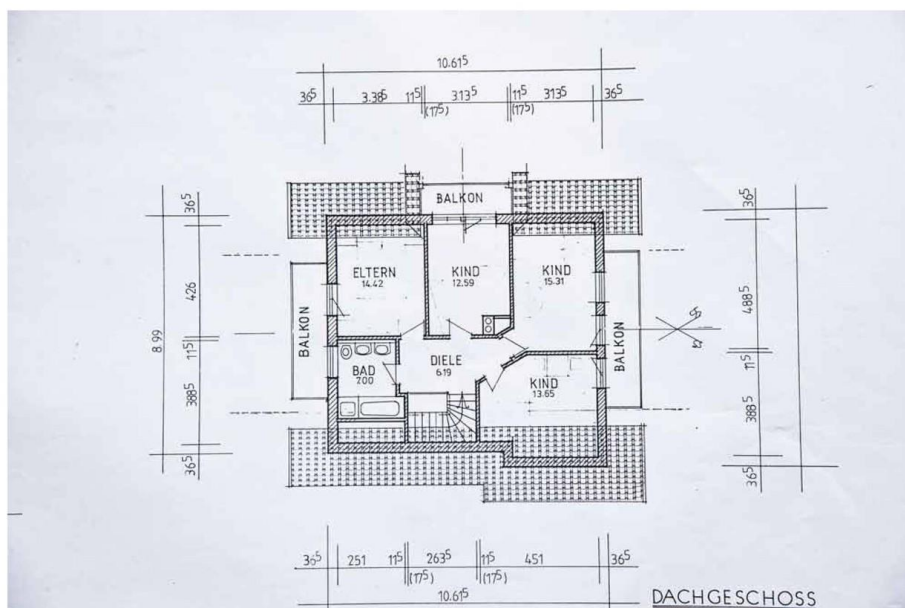 10.61⁵
36⁵ 3.38⁵ 11⁵ 3.13⁵ 11⁵ 313⁵ 36⁵
(17⁵) (17⁵)
BALKON
36⁵
426
8.99
11⁵
388⁵
36⁵
ELTERN
14.42
KIND
12.59
KIND
15.31
BALKON
BAD
7.00
DIELE
6.19
KIND
13.65
BALKON
36⁵
488⁵
11⁵
388⁵
36⁵
36⁵ 251 11⁵ 263⁵ 11⁵ 451 36⁵
(17⁵) (17⁵)
10.61⁵
DACHGESCHOSS